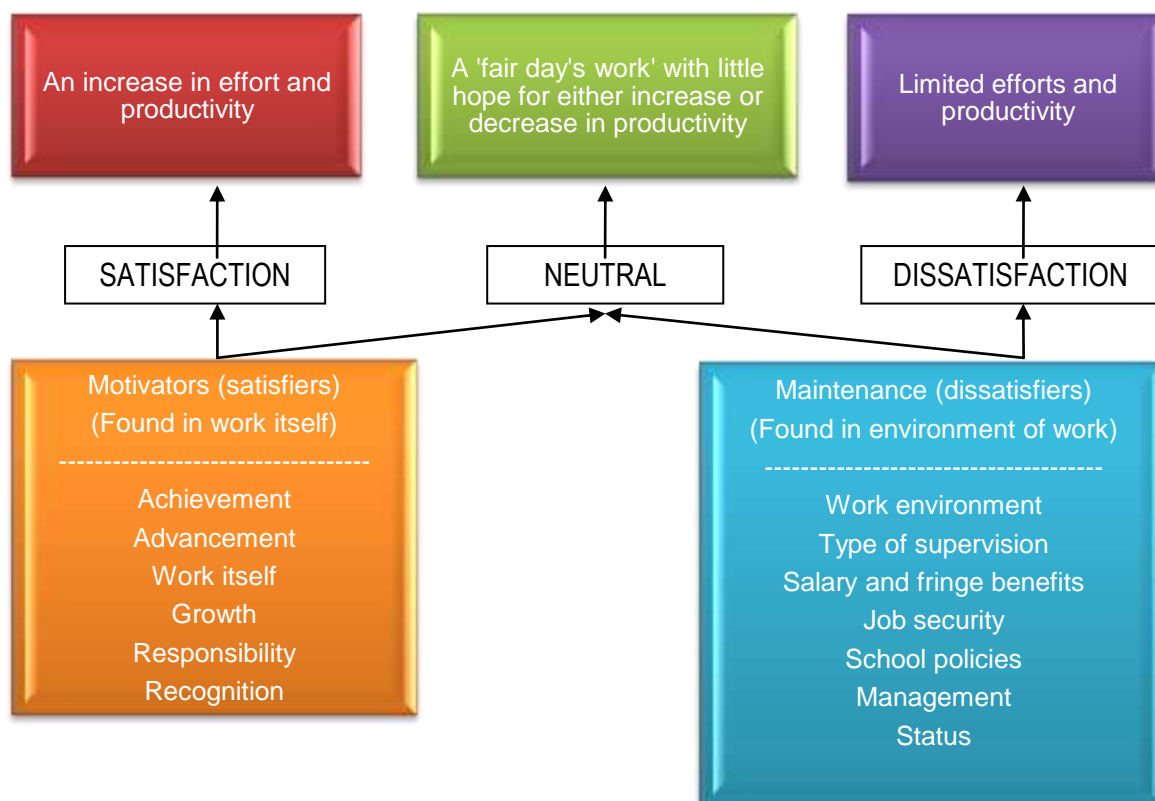 An increase in effort and
productivity
A 'fair day's work' with little
hope for either increase or
decrease in productivity
Limited efforts and
productivity
SATISFACTION
NEUTRAL
DISSATISFACTION
Motivators (satisfiers)
(Found in work itself)
-----------------------------------
Achievement
Advancement
Work itself
Growth
Responsibility
Recognition
Maintenance (dissatisfiers)
(Found in environment of work)
--------------------------------------
Work environment
Type of supervision
Salary and fringe benefits
Job security
School policies
Management
Status